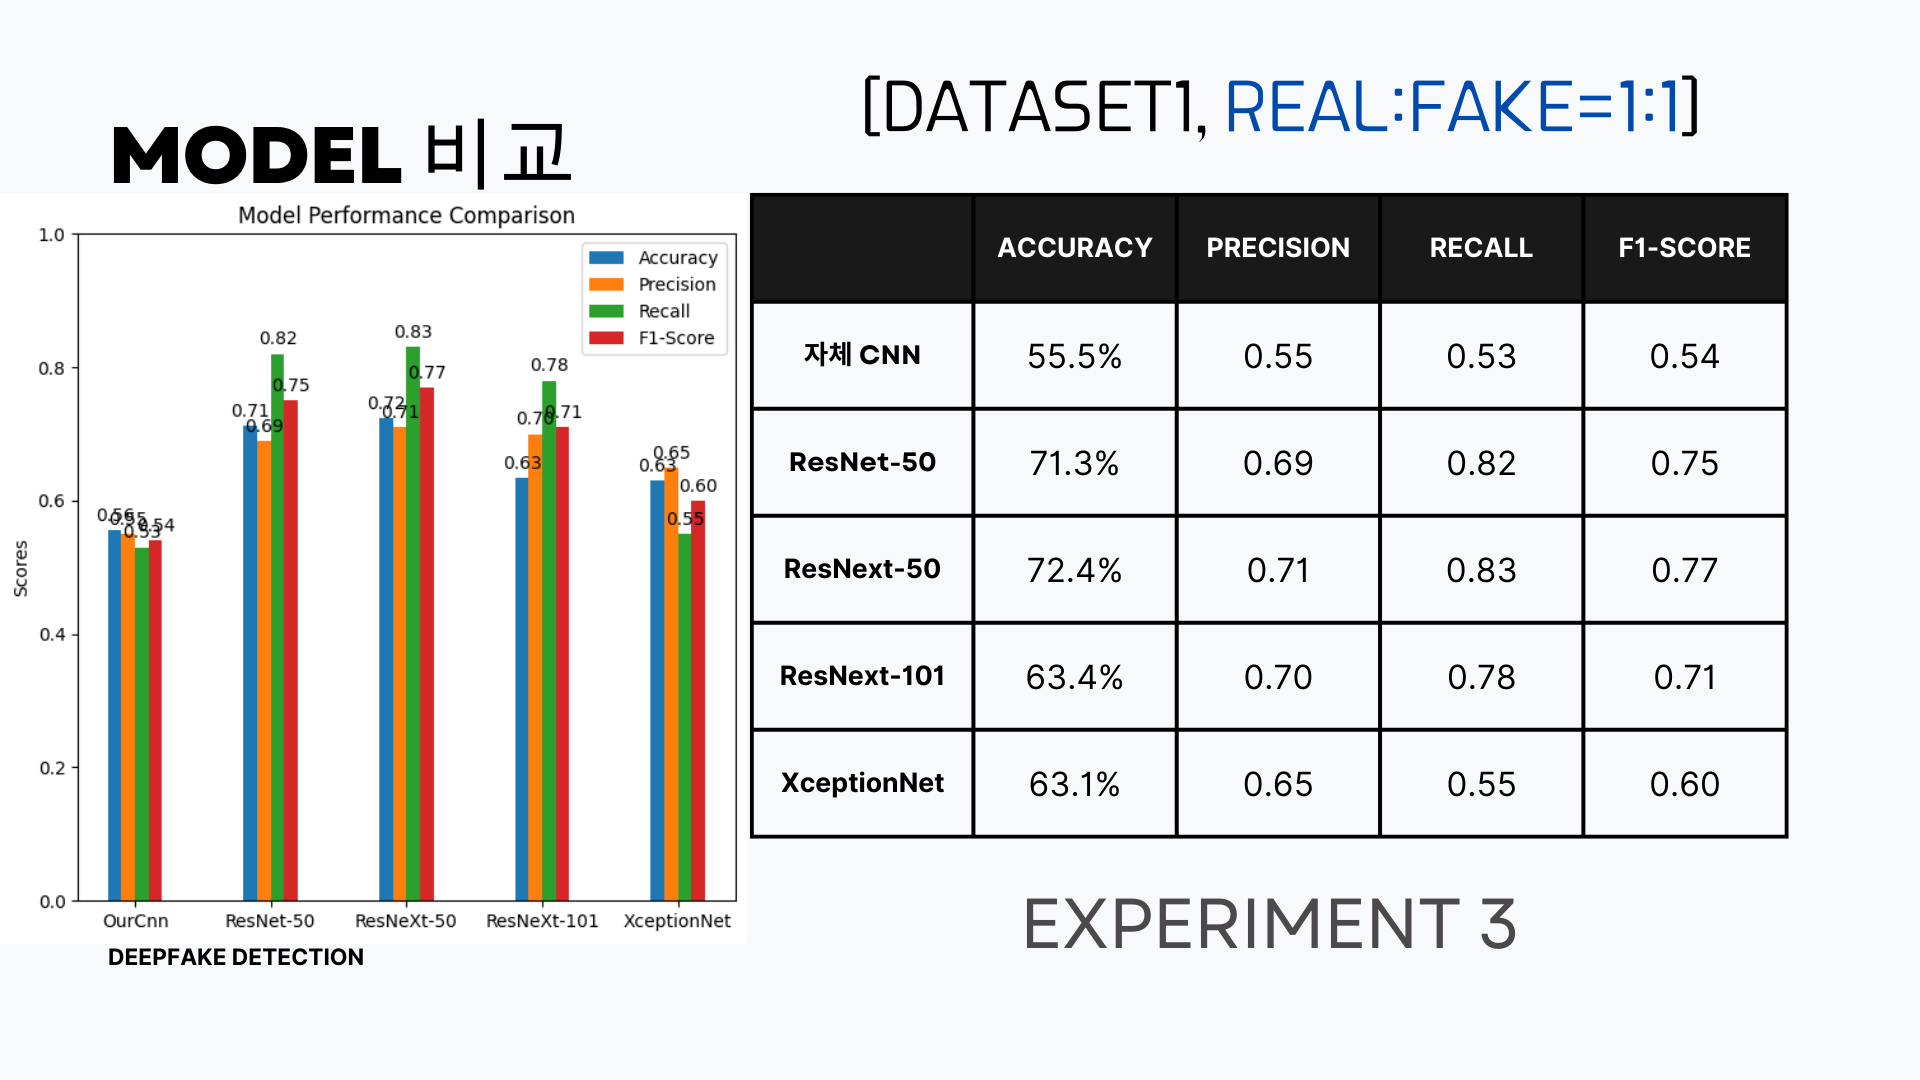 MODEL 비교
[DATASET1, REAL:FAKE=1:1]
Model Performance Comparison
1.0
0.8
0.6
0.4
0.2
0.0
Scores
Accuracy
Precision
Recall
F1-Score
0.56
0.55
0.53
0.54
0.71
0.69
0.82
0.75
0.72
0.71
0.83
0.77
0.63
0.70
0.78
0.71
0.63
0.65
0.55
0.60
OurCnn ResNet-50 ResNeXt-50 ResNeXt-101 XceptionNet
DEEPFAKE DETECTION
ACCURACY PRECISION RECALL F1-SCORE
자체 CNN 55.5% 0.55 0.53 0.54
ResNet-50 71.3% 0.69 0.82 0.75
ResNext-50 72.4% 0.71 0.83 0.77
ResNext-101 63.4% 0.70 0.78 0.71
XceptionNet 63.1% 0.65 0.55 0.60
EXPERIMENT 3